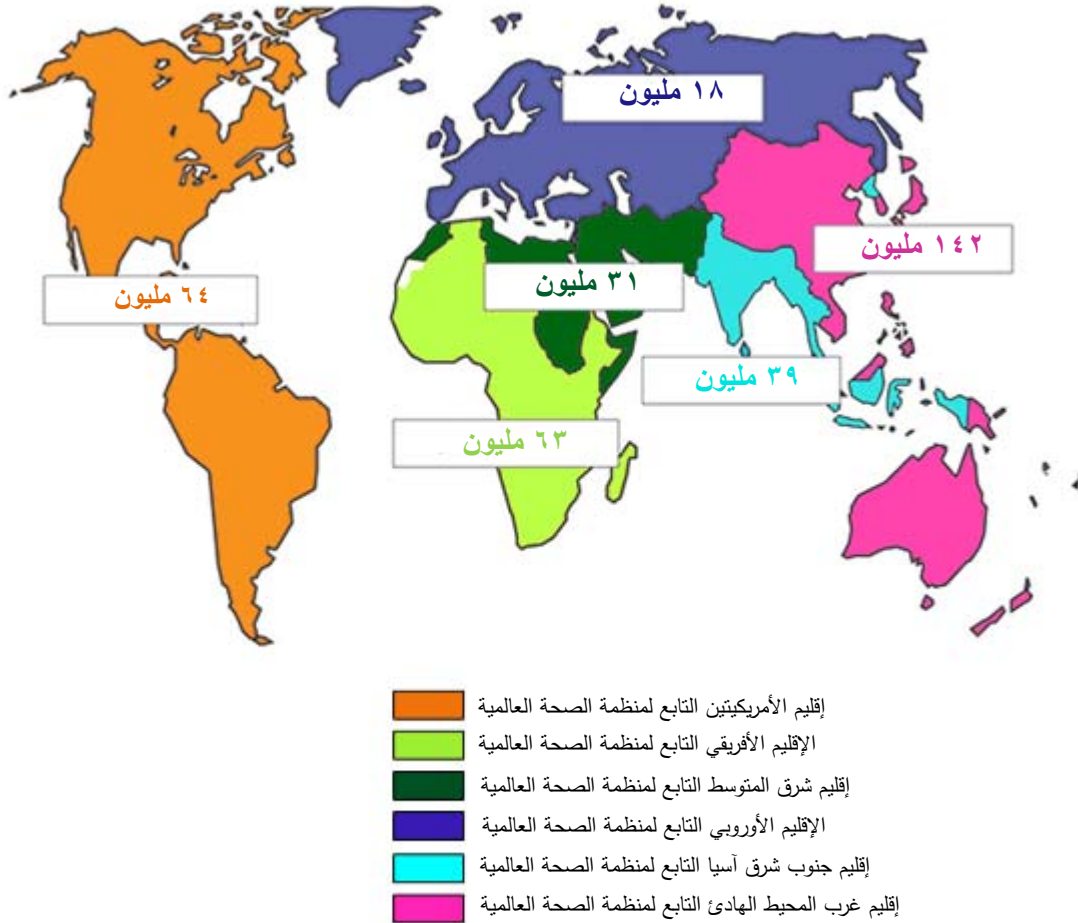 ١٨ مليون
١٤٢ مليون
٣١ مليون
٦٤ مليون
٣٩ مليون
٦٣ مليون
إقليم الأمريكيتين التابع لمنظمة الصحة العالمية
الإقليم الأفريقي التابع لمنظمة الصحة العالمية
إقليم شرق المتوسط التابع لمنظمة الصحة العالمية
الإقليم الأوروبي التابع لمنظمة الصحة العالمية
إقليم جنوب شرق آسيا التابع لمنظمة الصحة العالمية
إقليم غرب المحيط الهادئ التابع لمنظمة الصحة العالمية